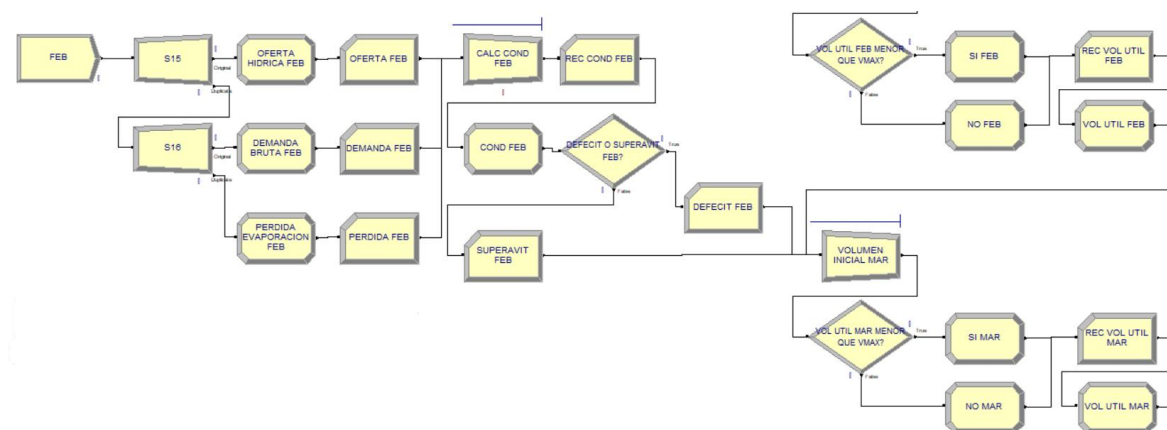 FEB
S15
Original
Duplicate
OFERTA
HIDRICA FEB
OFERTA FEB
CALC COND
FEB
REC COND FEB
S16
Original
Duplicate
DEMANDA
BRUTA FEB
DEMANDA FEB
COND FEB
DEFECIT O SUPERAVIT
FEB?
True
False
DEFECIT FEB
PERDIDA
EVAPORACION
FEB
PERDIDA FEB
SUPERAVIT
FEB
VOL UTIL FEB MENOR
QUE VMAX?
True
False
SI FEB
REC VOL UTIL
FEB
NO FEB
VOL UTIL FEB
VOLUMEN
INICIAL MAR
VOL UTIL MAR MENOR
QUE VMAX?
True
False
SI MAR
REC VOL UTIL
MAR
NO MAR
VOL UTIL MAR